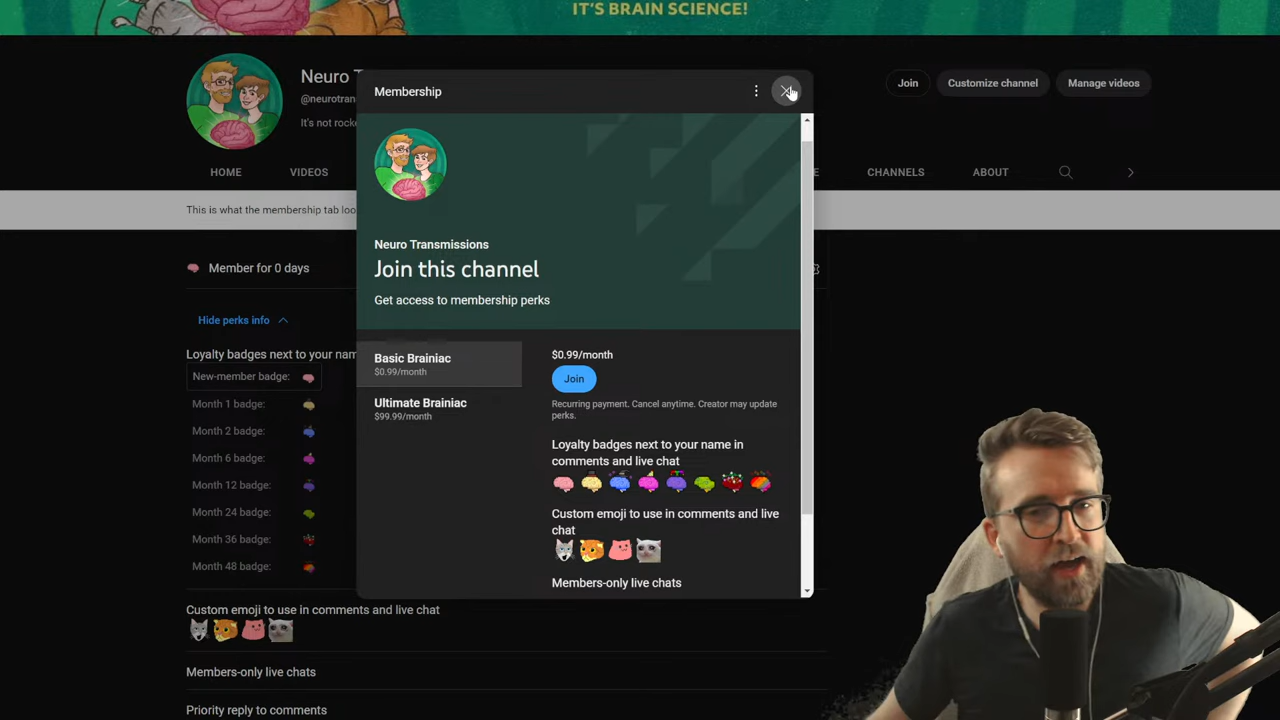 IT'S BRAIN SCIENCE!
Neuro T
@neurotran
It's not rocke
Join
Customize channel
Manage videos
HOME
VIDEOS
CHANNELS
ABOUT
This is what the membership tab loo
Member for 0 days
Hide perks info
Loyalty badges next to your nam
New-member badge:
Month 1 badge:
Month 2 badge:
Month 6 badge:
Month 12 badge:
Month 24 badge:
Month 36 badge:
Month 48 badge:
Custom emoji to use in comments and live chat
Members-only live chats
Priority reply to comments
Membership
Neuro Transmissions
Join this channel
Get access to membership perks
Basic Brainiac
$0.99/month
Ultimate Brainiac
$99.99/month
$0.99/month
Join
Recurring payment. Cancel anytime. Creator may update
perks.
Loyalty badges next to your name in
comments and live chat
Custom emoji to use in comments and live
chat
Members-only live chats